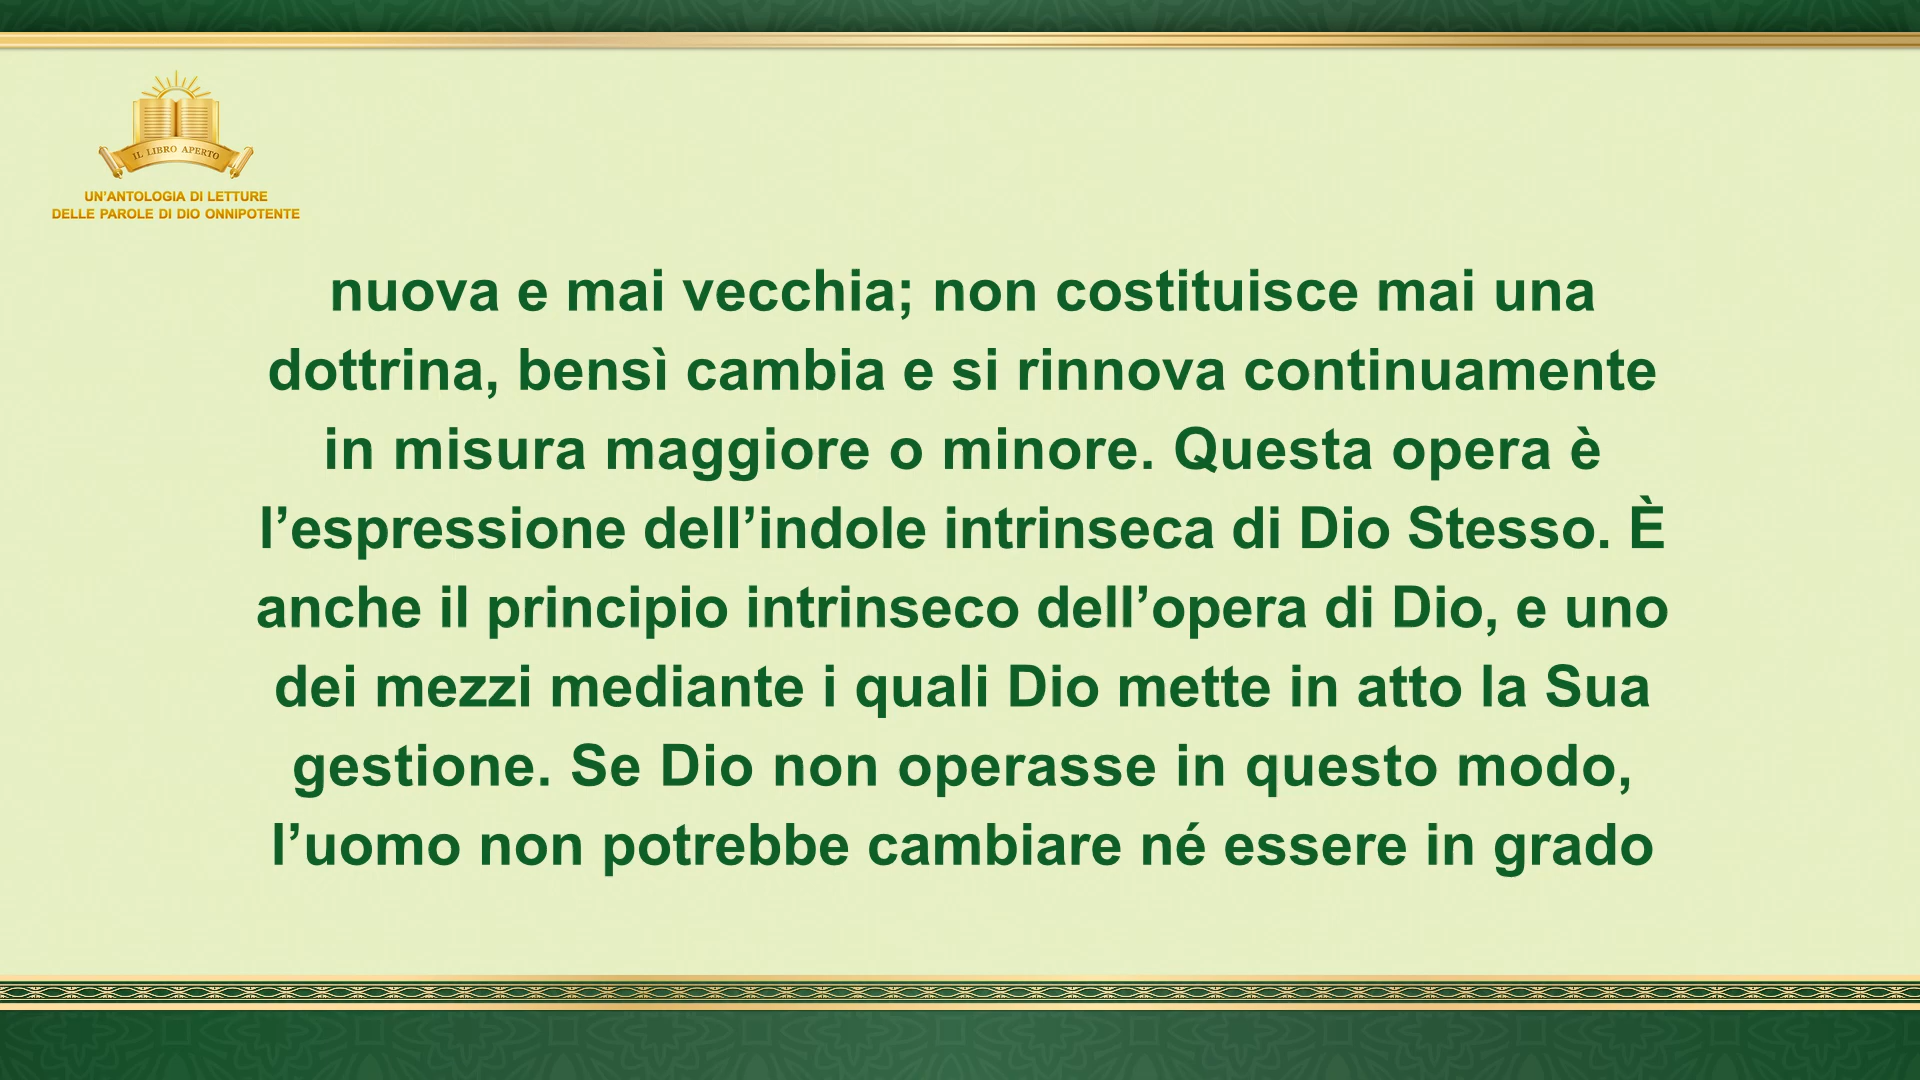 IL LIBRO APERTO
UN’ANTOLOGIA DI LETTURE
DELLE PAROLE DI DIO ONNIPOTENTE
nuova e mai vecchia; non costituisce mai una
dottrina, bensì cambia e si rinnova continuamente
in misura maggiore o minore. Questa opera è
l’espressione dell’indole intrinseca di Dio Stesso. È
anche il principio intrinseco dell’opera di Dio, e uno
dei mezzi mediante i quali Dio mette in atto la Sua
gestione. Se Dio non operasse in questo modo,
l’uomo non potrebbe cambiare né essere in grado